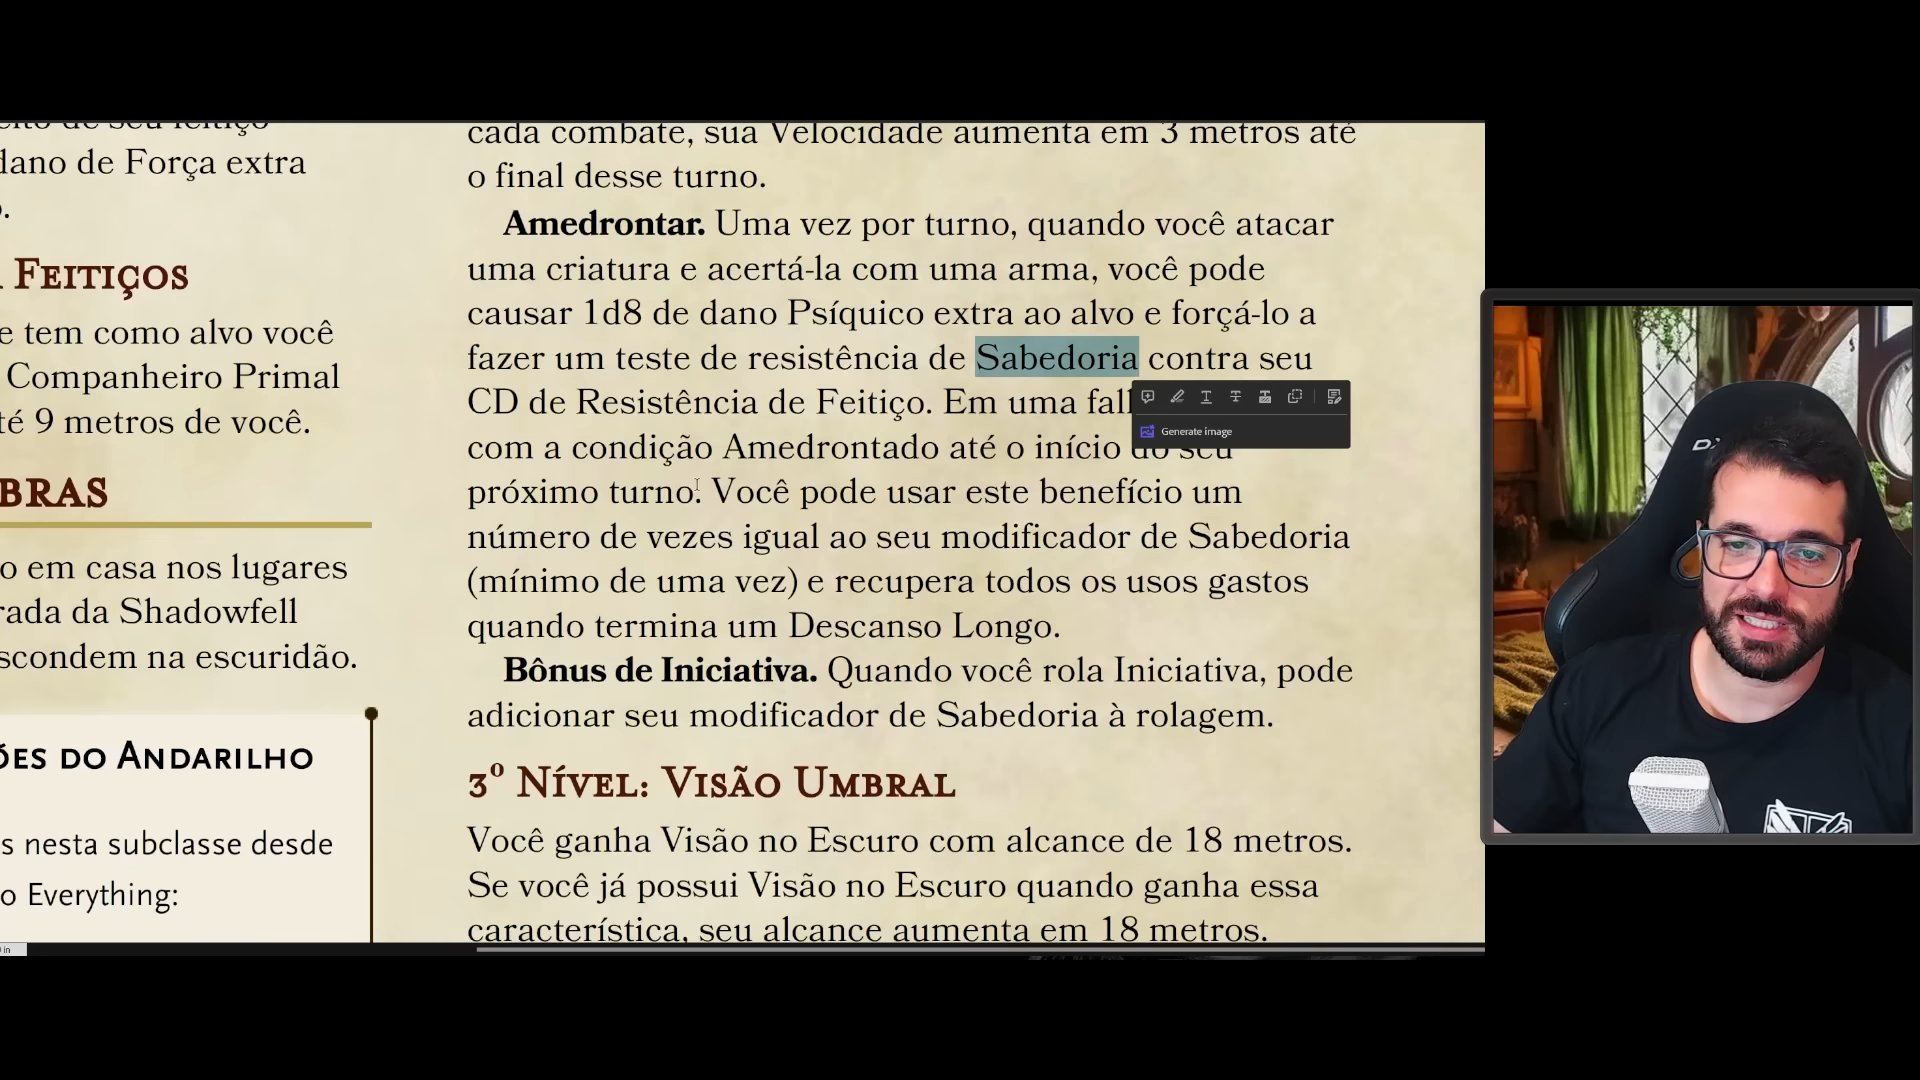 dano de Força extra
FEITIÇOS
e tem como alvo você
Companheiro Primal
té 9 metros de você.
BRAS
o em casa nos lugares
rada da Shadowfell
scondem na escuridão.
ÕES DO ANDARILHO
s nesta subclasse desde
o Everything:
cada combate, sua Velocidade aumenta em 3 metros até
o final desse turno.
Amedrontar. Uma vez por turno, quando você atacar
uma criatura e acertá-la com uma arma, você pode
causar 1d8 de dano Psíquico extra ao alvo e forçá-lo a
fazer um teste de resistência de Sabedoria contra seu
CD de Resistência de Feitiço. Em uma fal
Generate image
com a condição Amedrontado até o início do seu
próximo turno. Você pode usar este benefício um
número de vezes igual ao seu modificador de Sabedoria
(mínimo de uma vez) e recupera todos os usos gastos
quando termina um Descanso Longo.
Bônus de Iniciativa. Quando você rola Iniciativa, pode
adicionar seu modificador de Sabedoria à rolagem.
3º NÍVEL: VISÃO UMBRAL
Você ganha Visão no Escuro com alcance de 18 metros.
Se você já possui Visão no Escuro quando ganha essa
característica, seu alcance aumenta em 18 metros.